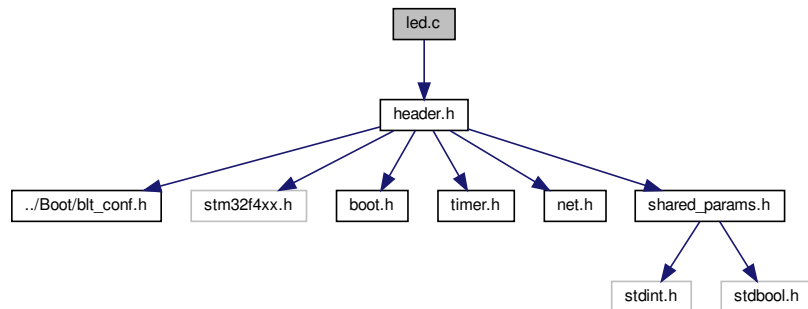 led.c
header.h
../Boot/blt_conf.h
stm32f4xx.h
boot.h
timer.h
net.h
shared_params.h
stdint.h
stdbool.h